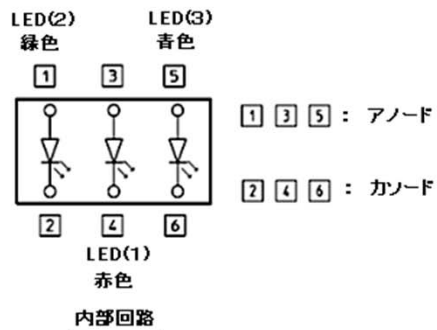 LED(2) LED(3)
緑色 青色
1 3 5
1 3 5 : アノード
2 4 6 : カソード
2 4 6
LED(1)
赤色
内部回路